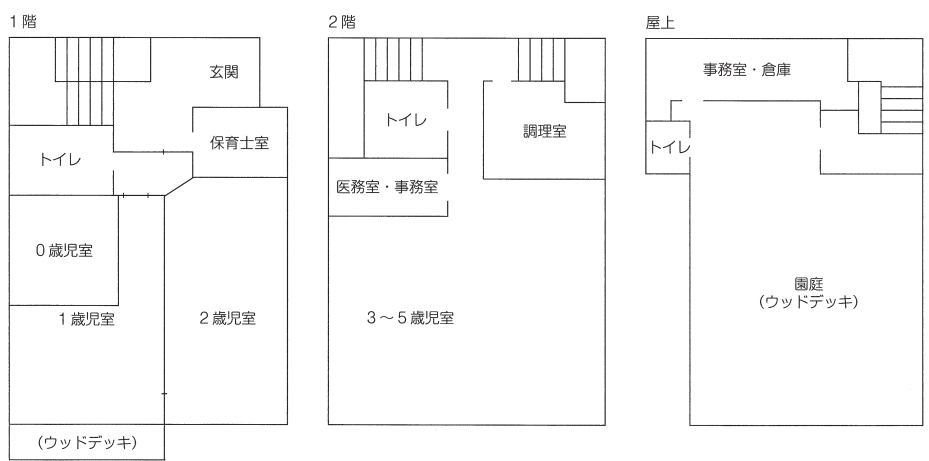 1階
玄関
保育士室
トイレ
0歳児室
1歳児室
2歳児室
(ウッドデッキ)
2階
トイレ
調理室
医務室・事務室
3~5歳児室
屋上
事務室・倉庫
トイレ
園庭
(ウッドデッキ)